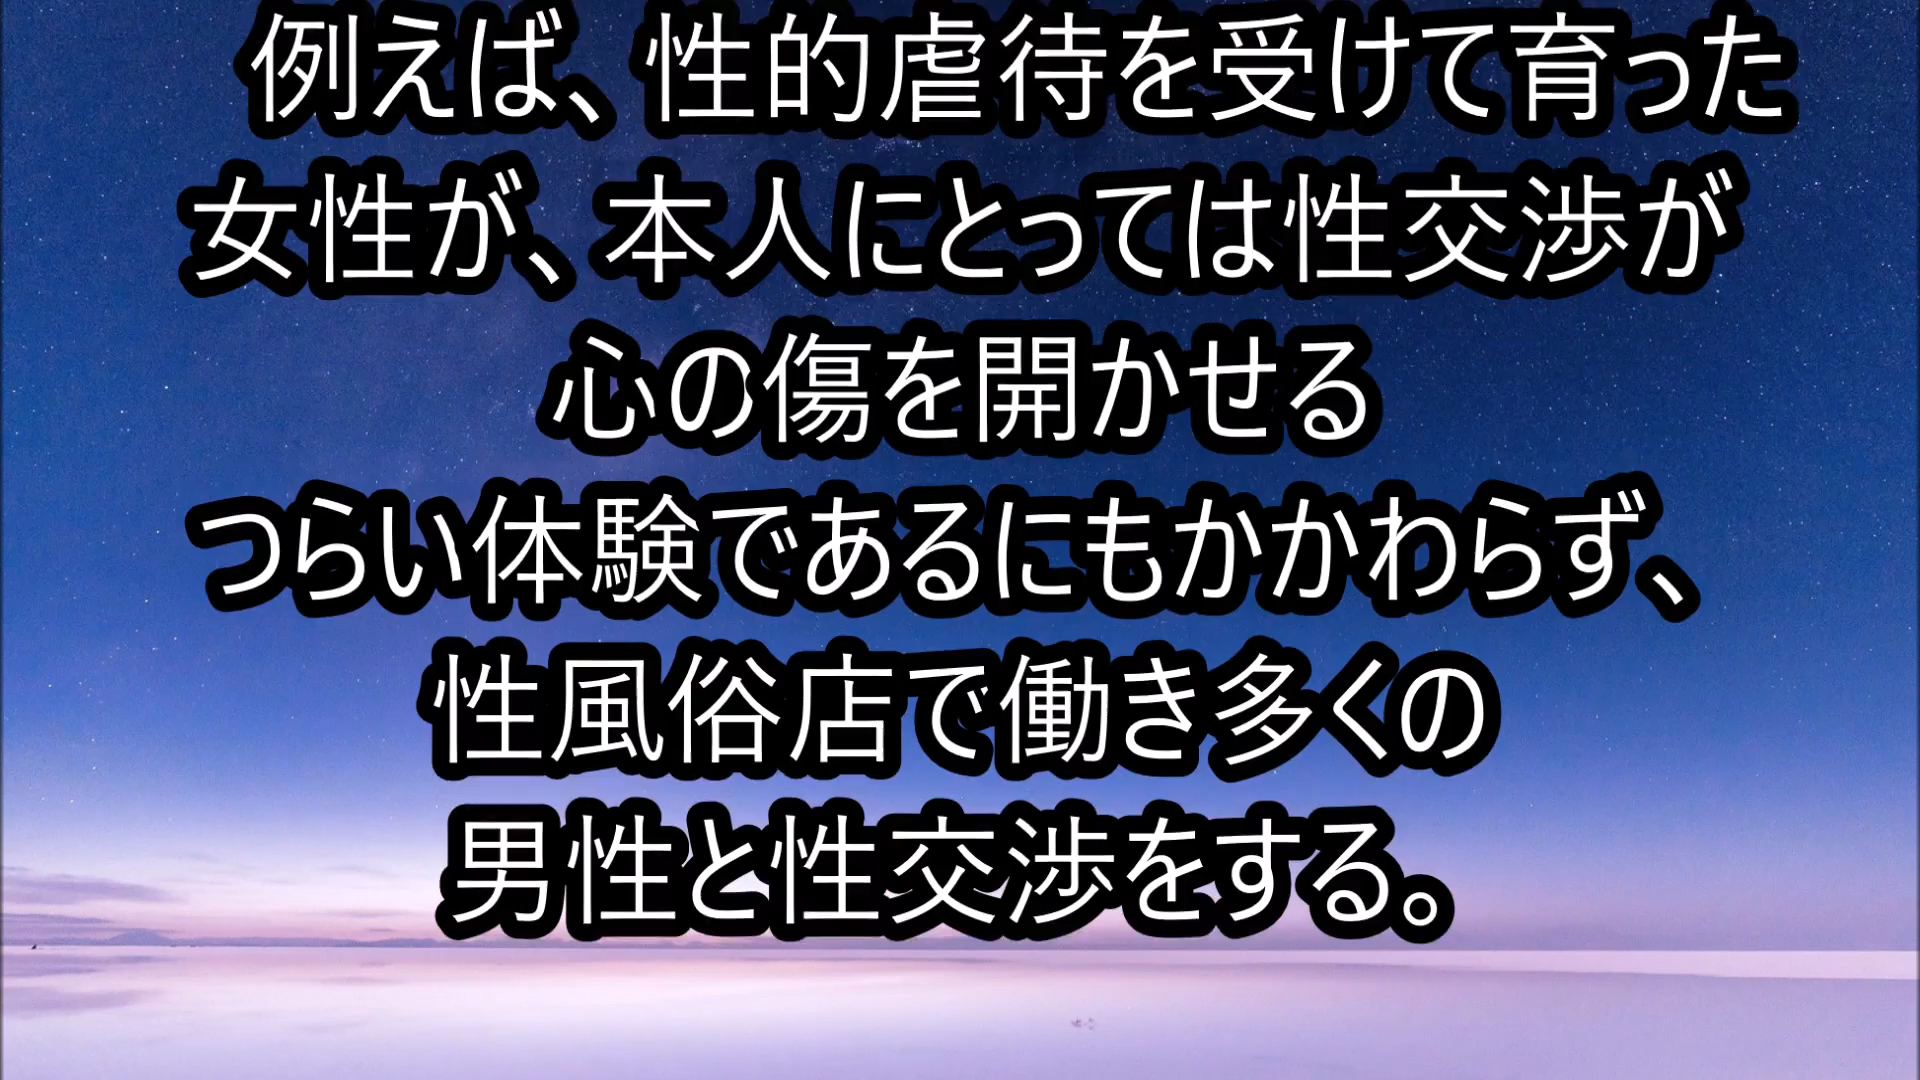 例えば、性的虐待を受けて育った
女性が、本人にとっては性交渉が
心の傷を開かせる
つらい体験であるにもかかわらず、
性風俗店で働き多くの
男性と性交渉をする。